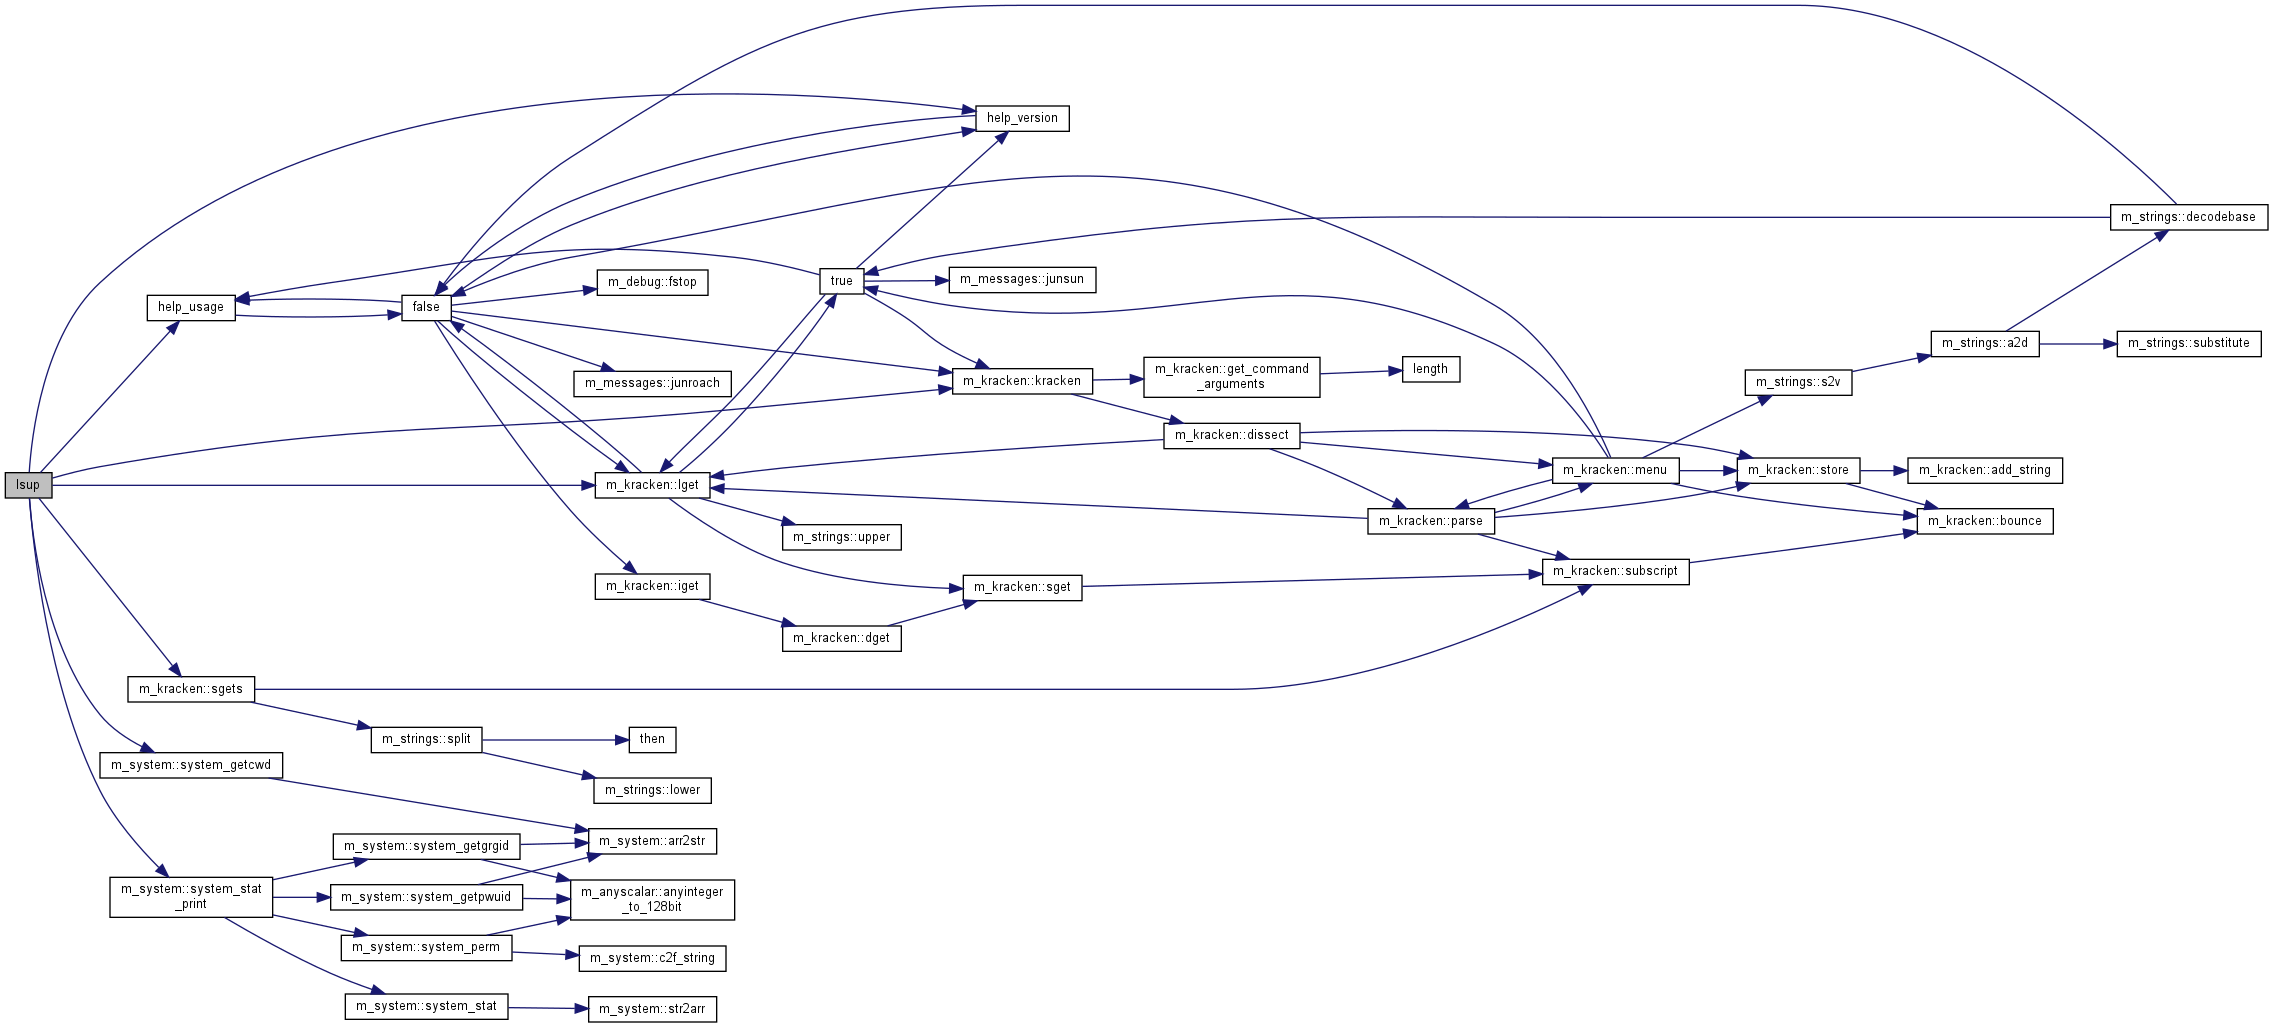 help_version
m_strings::decodebase
m_debug::fstop
true
m_messages::junsun
help_usage
false
m_strings::a2d
m_strings::substitute
m_messages::junroach
m_kracken::kracken
m_kracken::get_command
_arguments
length
m_strings::s2v
m_kracken::dissect
lsup
m_kracken::lget
m_kracken::menu
m_kracken::store
m_kracken::add_string
m_strings::upper
m_kracken::parse
m_kracken::bounce
m_kracken::iget
m_kracken::sget
m_kracken::subscript
m_kracken::dget
m_kracken::sgets
m_strings::split
then
m_system::system_getcwd
m_strings::lower
m_system::system_getgrgid
m_system::arr2str
m_system::system_stat
_print
m_system::system_getpwuid
m_anyscalar::anyinteger
_to_128bit
m_system::system_perm
m_system::c2f_string
m_system::system_stat
m_system::str2arr